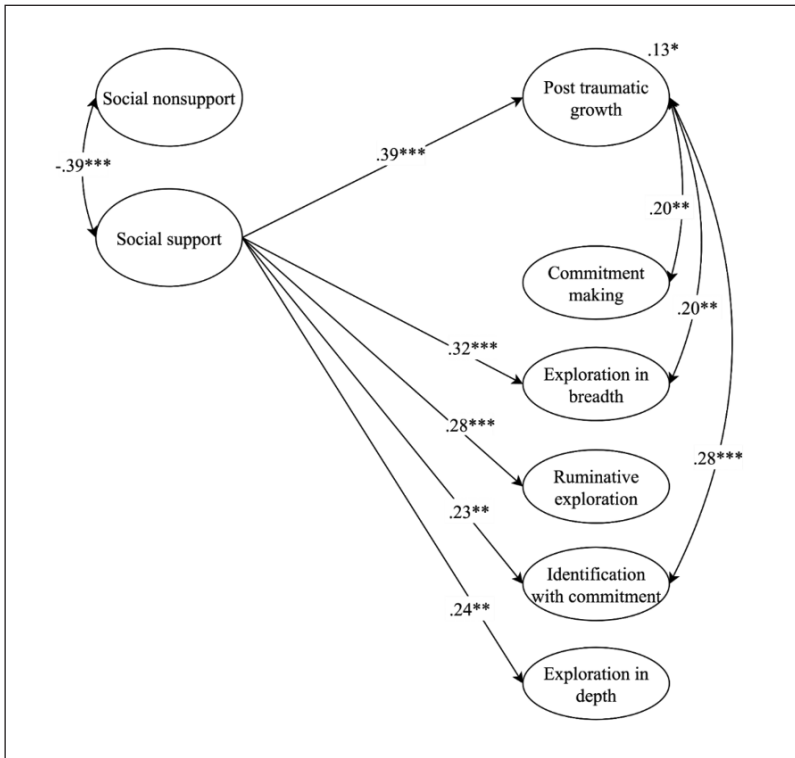 .13*
Social nonsupport
Post traumatic
growth
-.39***
.39***
.20**
Social support
Commitment
making
.20**
.32***
Exploration in
breadth
.28***
.28***
Ruminative
exploration
.23**
Identification
with commitment
.24**
Exploration in
depth